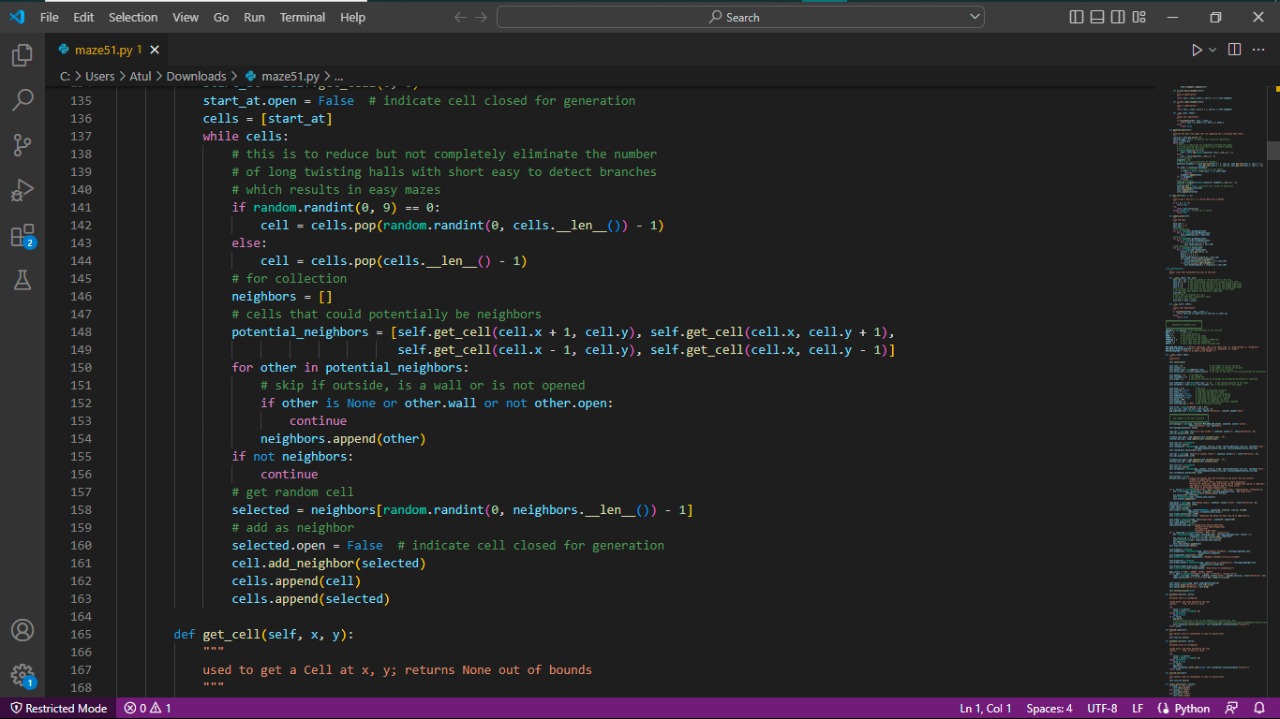 File Edit Selection View Go Run Terminal Help
Search
maze51.py 1
C: > Users > Atul > Downloads > maze51.py > ...
135 start_at.open = False # indicate cell closed for generation
136 cells = [start_at]
137 while cells:
138 # this is to reduce but not completely eliminate the number
139 # of long twisting halls with short easy to detect branches
140 # which results in easy mazes
141 if random.randint(0, 9) == 0:
142 cell = cells.pop(random.randint(0, cells.__len__()) - 1)
143 else:
144 cell = cells.pop(cells.__len__() - 1)
145 # for collection
146 neighbors = []
147 # cells that could potentially be neighbors
148 potential_neighbors = [self.get_cell(cell.x + 1, cell.y), self.get_cell(cell.x, cell.y + 1),
149 self.get_cell(cell.x - 1, cell.y), self.get_cell(cell.x, cell.y - 1)]
150 for other in potential_neighbors:
151 # skip if outside, is a wall or is not opened
152 if other is None or other.wall or not other.open:
153 continue
154 neighbors.append(other)
155 if not neighbors:
156 continue
157 # get random cell
158 selected = neighbors[random.randint(0, neighbors.__len__()) - 1]
159 # add as neighbor
160 selected.open = False # indicate cell closed for generation
161 cell.add_neighbor(selected)
162 cells.append(cell)
163 cells.append(selected)
164
165 def get_cell(self, x, y):
166 """
167 used to get a Cell at x, y; returns None out of bounds
168 """
2
1
Restricted Mode 0 1 Ln 1, Col 1 Spaces: 4 UTF-8 LF Python